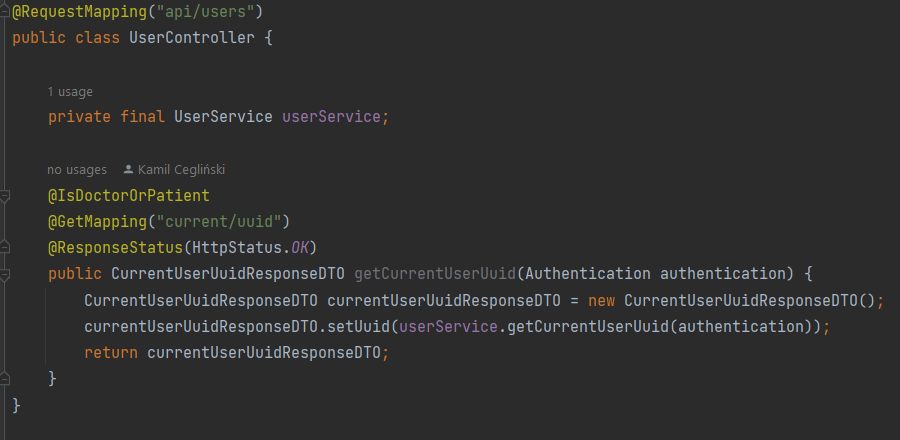 @RequestMapping("api/users")
public class UserController {
1 usage
private final UserService userService;
no usages Kamil Cegliński
@IsDoctorOrPatient
@GetMapping("current/uuid")
@ResponseStatus(HttpStatus.OK)
public CurrentUserUuidResponseDTO getCurrentUserUuid(Authentication authentication) {
CurrentUserUuidResponseDTO currentUserUuidResponseDTO = new CurrentUserUuidResponseDTO();
currentUserUuidResponseDTO.setUuid(userService.getCurrentUserUuid(authentication));
return currentUserUuidResponseDTO;
}
}